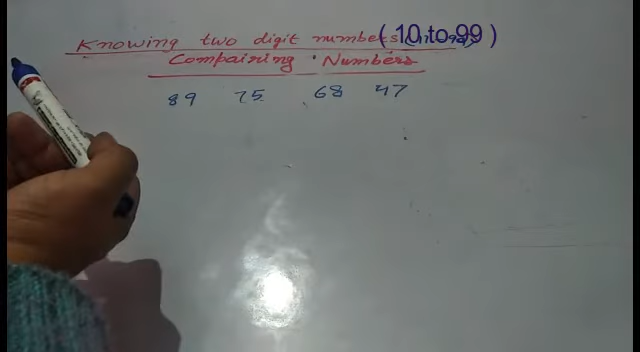 Knowing two digit numbers (10 to 99)
Compairing Numbers
89 75 68 47